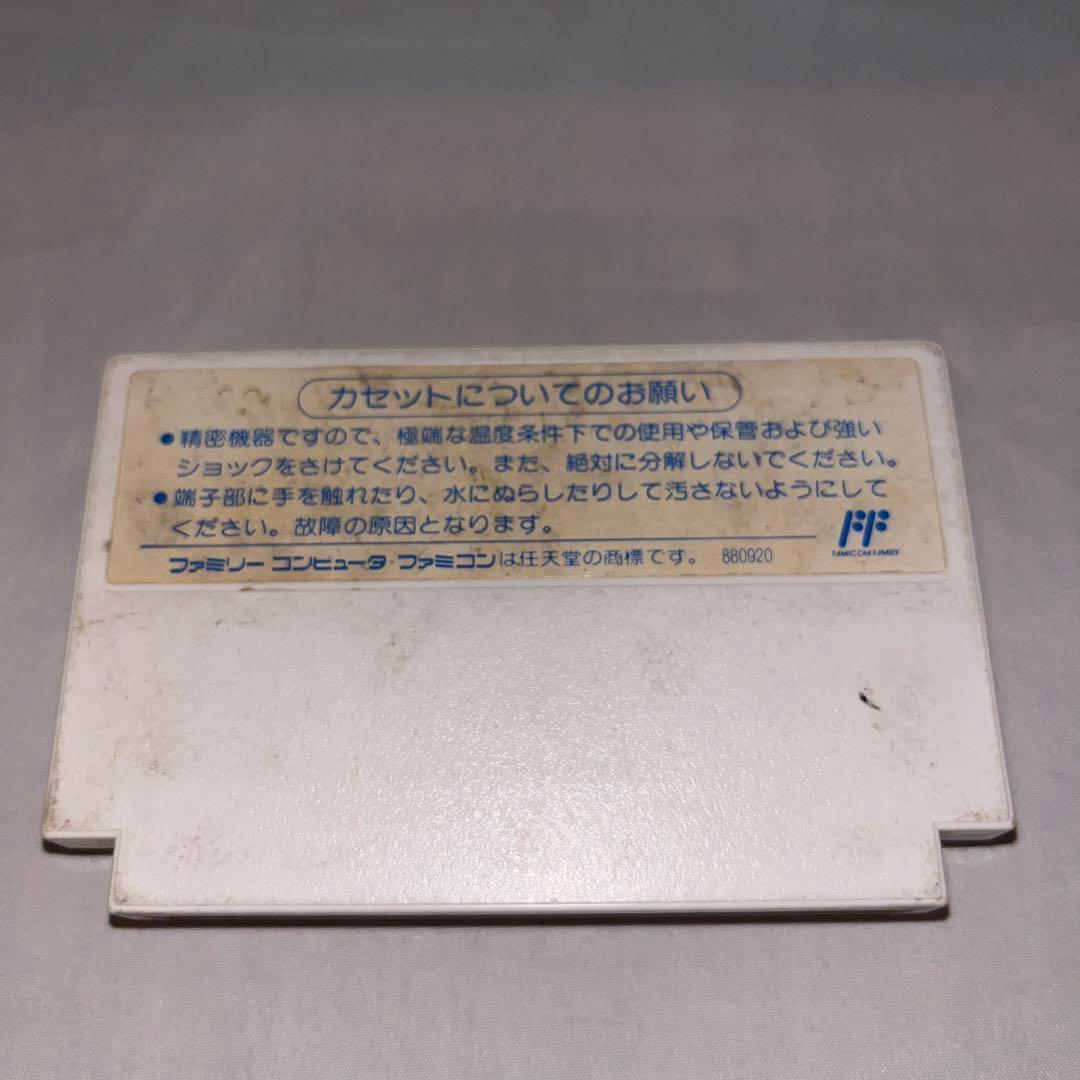 カセットについてのお願い
●精密機器ですので、極端な温度条件下での使用や保管および強い
ショックをさけてください。また、絶対に分解しないでください。
●端子部に手を触れたり、水にぬらしたりして汚さないようにして
ください。故障の原因となります。
FF
FAMICOM FAMILY
ファミリー コンピュータ・ファミコンは任天堂の商標です。 880920